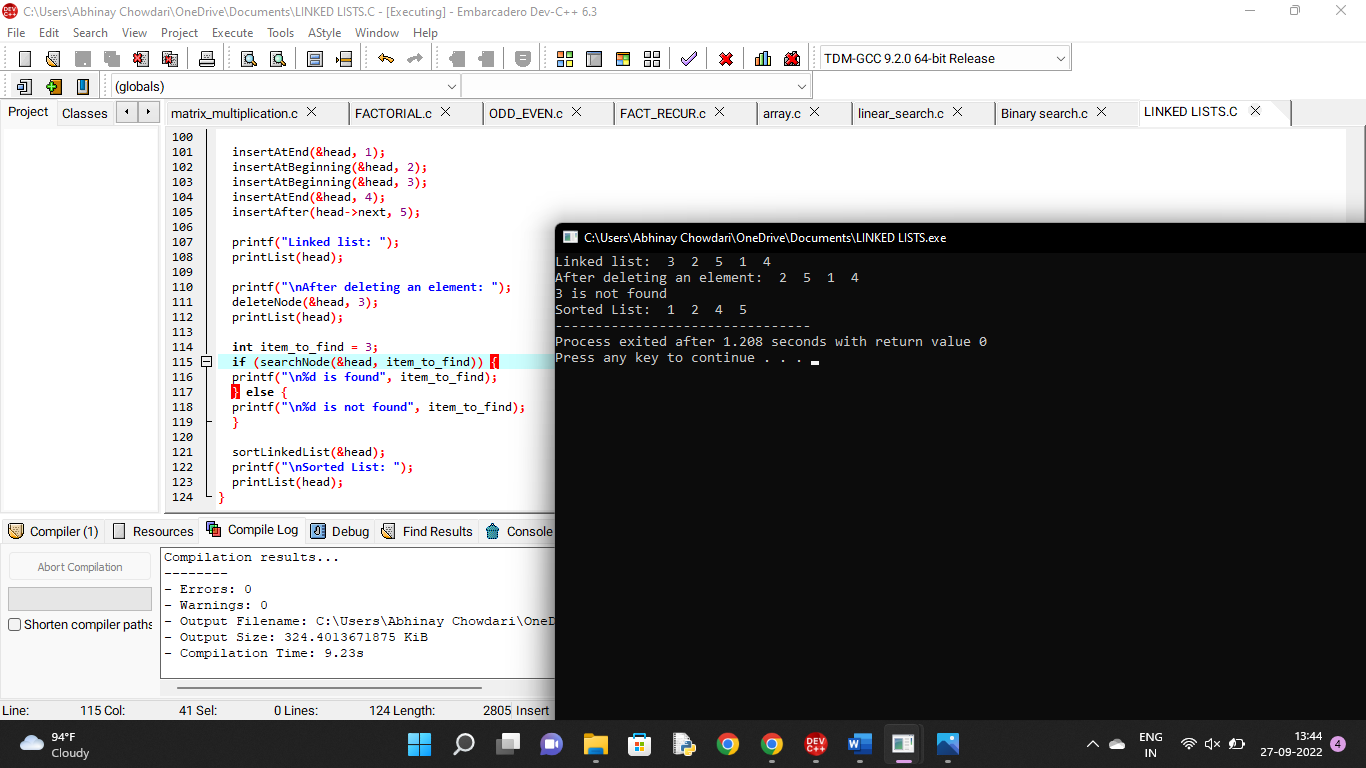 C:\Users\Abhinay Chowdari\OneDrive\Documents\LINKED LISTS.C - [Executing] - Embarcadero Dev-C++ 6.3
File Edit Search View Project Execute Tools AStyle Window Help
TDM-GCC 9.2.0 64-bit Release
(globals)
Project Classes matrix_multiplication.c FACTORIAL.c ODD_EVEN.c FACT_RECUR.c array.c linear_search.c Binary search.c LINKED LISTS.C
100
101 insertAtEnd(&head, 1);
102 insertAtBeginning(&head, 2);
103 insertAtBeginning(&head, 3);
104 insertAtEnd(&head, 4);
105 insertAfter(head->next, 5);
106
107 printf("Linked list: ");
108 printList(head);
109
110 printf("\nAfter deleting an element: ");
111 deleteNode(&head, 3);
112 printList(head);
113
114 int item_to_find = 3;
115 if (searchNode(&head, item_to_find)) {
116 printf("\n%d is found", item_to_find);
117 } else {
118 printf("\n%d is not found", item_to_find);
119 }
120
121 sortLinkedList(&head);
122 printf("\nSorted List: ");
123 printList(head);
124 }
C:\Users\Abhinay Chowdari\OneDrive\Documents\LINKED LISTS.exe
Linked list: 3 2 5 1 4
After deleting an element: 2 5 1 4
3 is not found
Sorted List: 1 2 4 5
--------------------------------
Process exited after 1.208 seconds with return value 0
Press any key to continue . . .
Compiler (1) Resources Compile Log Debug Find Results Console
Abort Compilation
Shorten compiler paths
Compilation results...
--------
- Errors: 0
- Warnings: 0
- Output Filename: C:\Users\Abhinay Chowdari\OneD
- Output Size: 324.4013671875 KiB
- Compilation Time: 9.23s
Line: 115 Col: 41 Sel: 0 Lines: 124 Length: 2805 Insert
94°F
Cloudy
DEV
C++
ENG
IN
13:44
27-09-2022
4